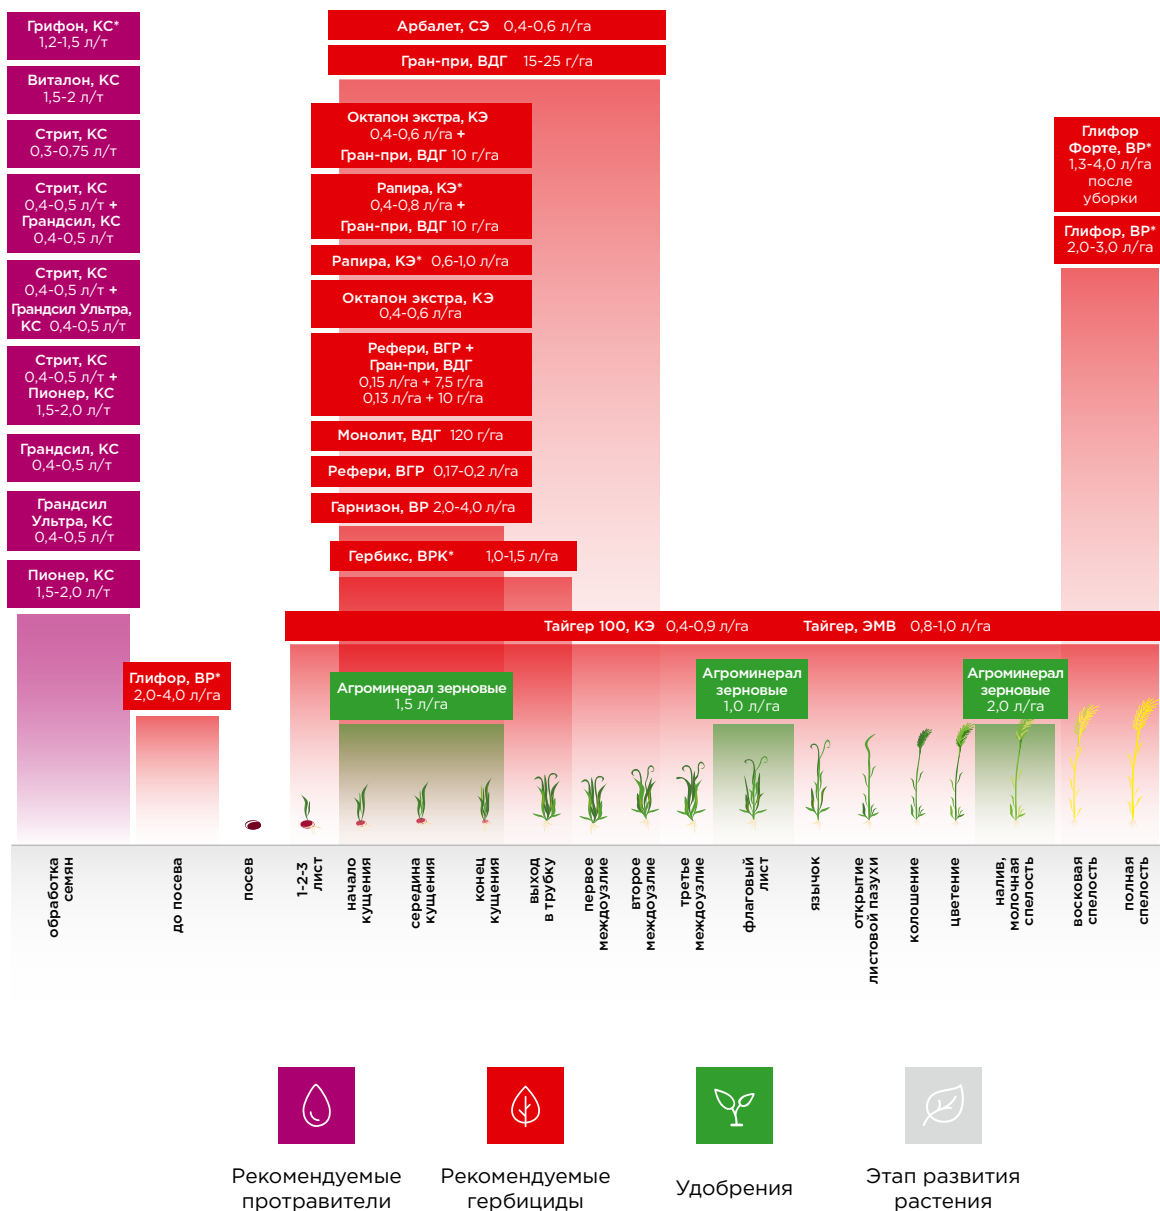 Грифон, КС*
1,2-1,5 л/т
Виталон, КС
1,5-2 л/т
Стрит, КС
0,3-0,75 л/т
Стрит, КС
0,4-0,5 л/т +
Грандсил, КС
0,4-0,5 л/т
Стрит, КС
0,4-0,5 л/т +
Грандсил Ультра,
КС 0,4-0,5 л/т
Стрит, КС
0,4-0,5 л/т +
Пионер, КС
1,5-2,0 л/т
Грандсил, КС
0,4-0,5 л/т
Грандсил
Ультра, КС
0,4-0,5 л/т
Пионер, КС
1,5-2,0 л/т
Глифор, ВР*
2,0-4,0 л/га
Арбалет, СЭ 0,4-0,6 л/га
Гран-при, ВДГ 15-25 г/га
Октапон экстра, КЭ
0,4-0,6 л/га +
Гран-при, ВДГ 10 г/га
Рапира, КЭ*
0,4-0,8 л/га +
Гран-при, ВДГ 10 г/га
Рапира, КЭ* 0,6-1,0 л/га
Октапон экстра, КЭ
0,4-0,6 л/га
Рефери, ВГР +
Гран-при, ВДГ
0,15 л/га + 7,5 г/га
0,13 л/га + 10 г/га
Монолит, ВДГ 120 г/га
Рефери, ВГР 0,17-0,2 л/га
Гарнизон, ВР 2,0-4,0 л/га
Гербикс, ВРК* 1,0-1,5 л/га
Тайгер 100, КЭ 0,4-0,9 л/га Тайгер, ЭМВ 0,8-1,0 л/га
Агроминерал зерновые
1,5 л/га
Агроминерал
зерновые
1,0 л/га
Агроминерал
зерновые
2,0 л/га
Глифор
Форте, ВР*
1,3-4,0 л/га
после
уборки
Глифор, ВР*
2,0-3,0 л/га
обработка
семян
до посева
посев
1-2-3
лист
начало
кущения
середина
кущения
конец
кущения
выход
в трубку
первое
междоузлие
второе
междоузлие
третье
междоузлие
флаговый
лист
язычок
открытие
листовой пазухи
колошение
цветение
налив,
молочная
спелость
восковая
спелость
полная
спелость
Рекомендуемые
протравители
Рекомендуемые
гербициды
Удобрения
Этап развития
растения